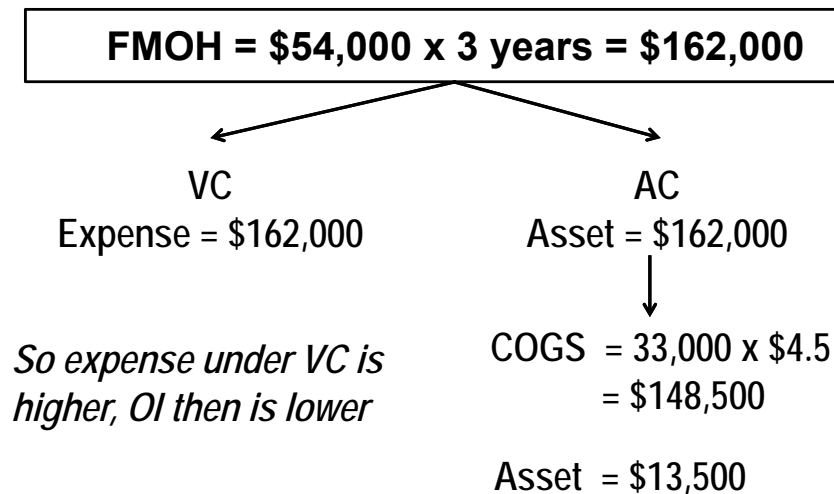 FMOH = $54,000 x 3 years = $162,000
VC
Expense = $162,000
AC
Asset = $162,000
So expense under VC is
higher, OI then is lower
COGS = 33,000 x $4.5
= $148,500
Asset = $13,500